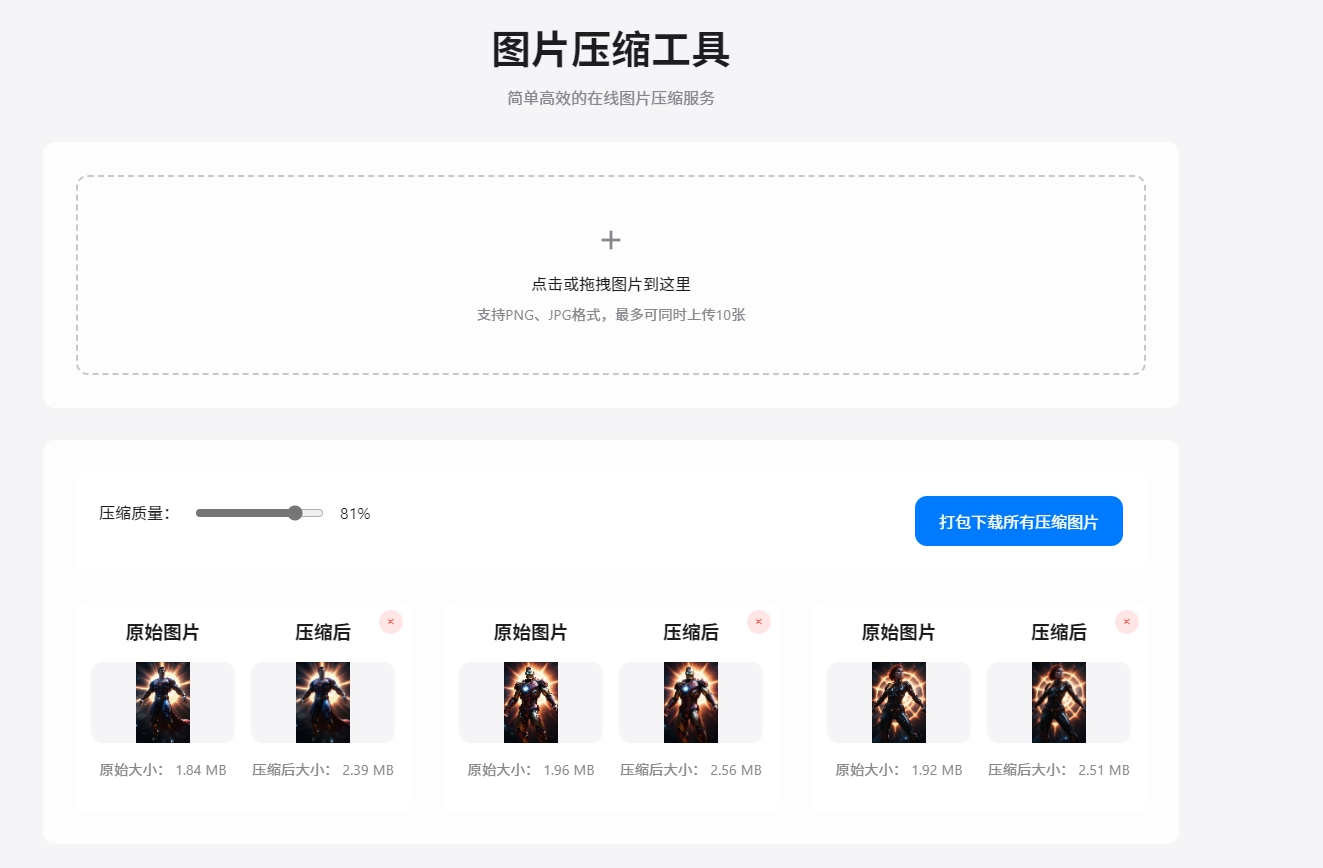 图片压缩工具
简单高效的在线图片压缩服务
+
点击或拖拽图片到这里
支持PNG、JPG格式，最多可同时上传10张
压缩质量： 81% 打包下载所有压缩图片
原始图片 压缩后 × 原始图片 压缩后 × 原始图片 压缩后 ×
原始大小： 1.84 MB 压缩后大小： 2.39 MB 原始大小： 1.96 MB 压缩后大小： 2.56 MB 原始大小： 1.92 MB 压缩后大小： 2.51 MB